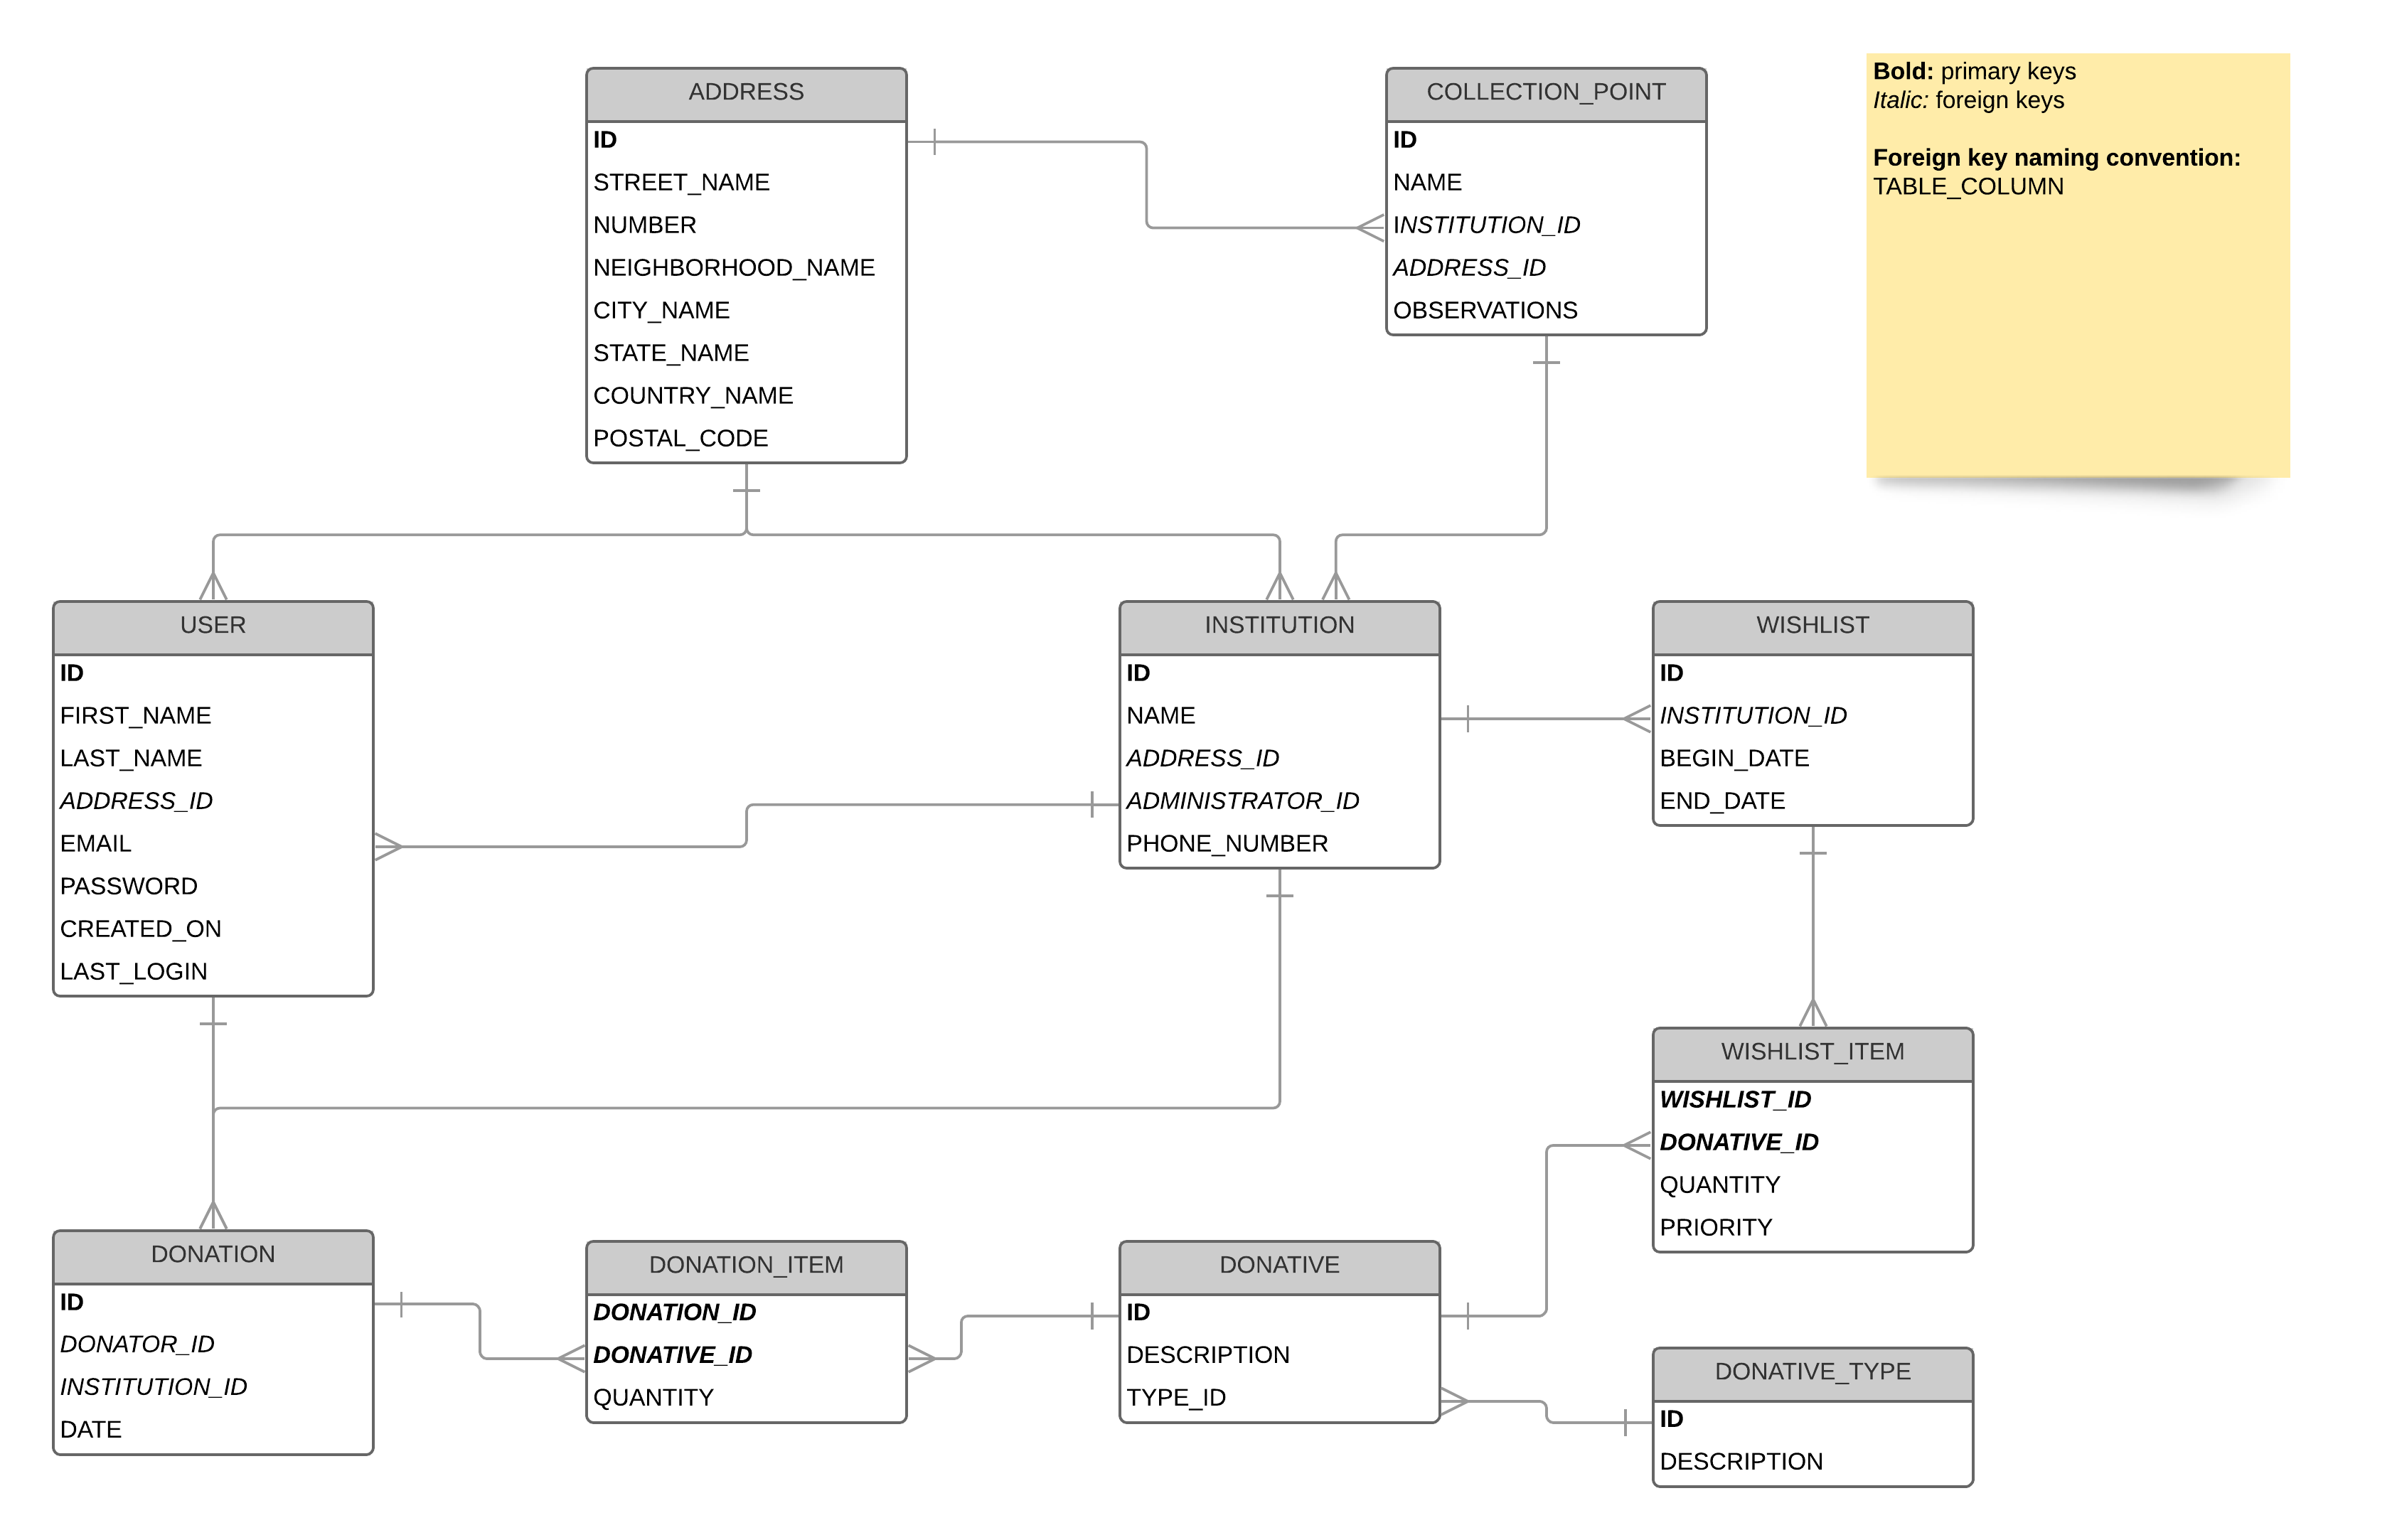 ADDRESS
ID
STREET_NAME
NUMBER
NEIGHBORHOOD_NAME
CITY_NAME
STATE_NAME
COUNTRY_NAME
POSTAL_CODE
COLLECTION_POINT
ID
NAME
INSTITUTION_ID
ADDRESS_ID
OBSERVATIONS
Bold: primary keys
Italic: foreign keys
Foreign key naming convention:
TABLE_COLUMN
USER
ID
FIRST_NAME
LAST_NAME
ADDRESS_ID
EMAIL
PASSWORD
CREATED_ON
LAST_LOGIN
INSTITUTION
ID
NAME
ADDRESS_ID
ADMINISTRATOR_ID
PHONE_NUMBER
WISHLIST
ID
INSTITUTION_ID
BEGIN_DATE
END_DATE
WISHLIST_ITEM
WISHLIST_ID
DONATIVE_ID
QUANTITY
PRIORITY
DONATION
ID
DONATOR_ID
INSTITUTION_ID
DATE
DONATION_ITEM
DONATION_ID
DONATIVE_ID
QUANTITY
DONATIVE
ID
DESCRIPTION
TYPE_ID
DONATIVE_TYPE
ID
DESCRIPTION